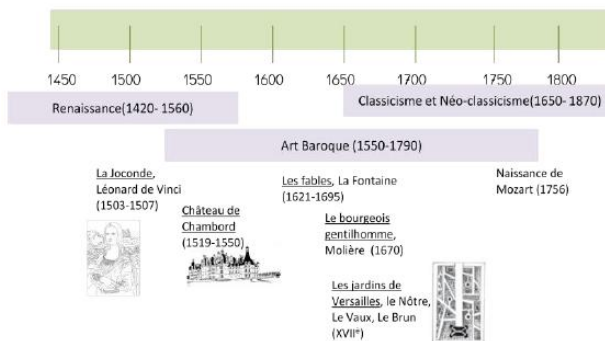 1450 1500 1550 1600 1650 1700 1750 1800
Renaissance(1420- 1560)
Classicisme et Néo-classicisme(1650- 1870)
Art Baroque (1550-1790)
La Joconde,
Léonard de Vinci
(1503-1507)
Château de
Chambord
(1519-1550)
Les fables, La Fontaine
(1621-1695)
Le bourgeois
gentilhomme,
Molière (1670)
Les jardins de
Versailles, le Nôtre,
Le Vaux, Le Brun
(XVII°)
Naissance de
Mozart (1756)